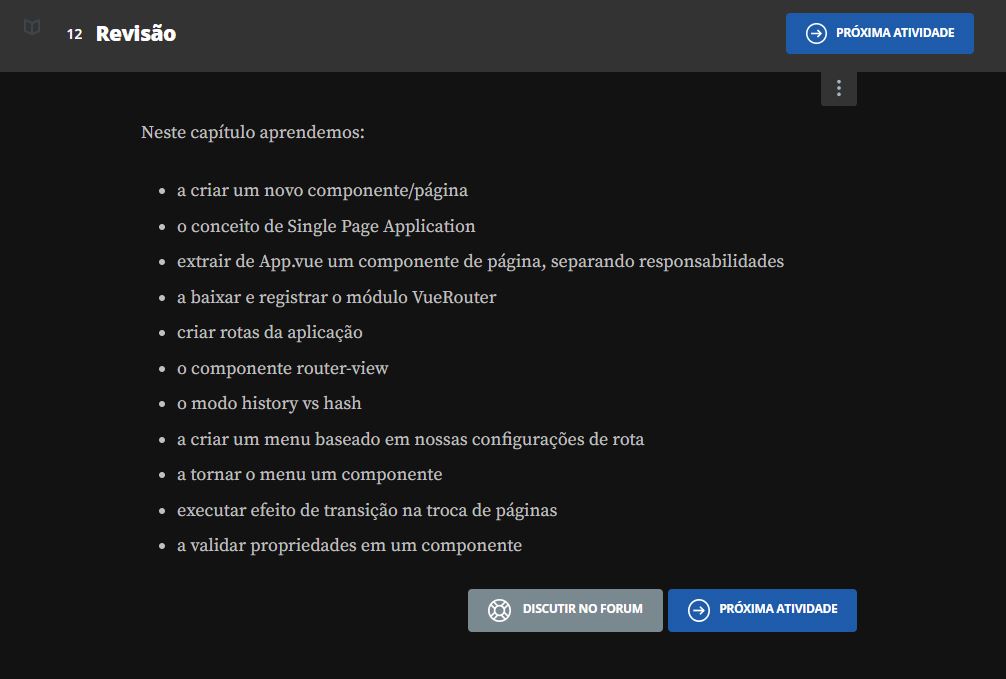 12 Revisão
PRÓXIMA ATIVIDADE
Neste capítulo aprendemos:
a criar um novo componente/página
o conceito de Single Page Application
extrair de App.vue um componente de página, separando responsabilidades
a baixar e registrar o módulo VueRouter
criar rotas da aplicação
o componente router-view
o modo history vs hash
a criar um menu baseado em nossas configurações de rota
a tornar o menu um componente
executar efeito de transição na troca de páginas
a validar propriedades em um componente
DISCUTIR NO FORUM
PRÓXIMA ATIVIDADE